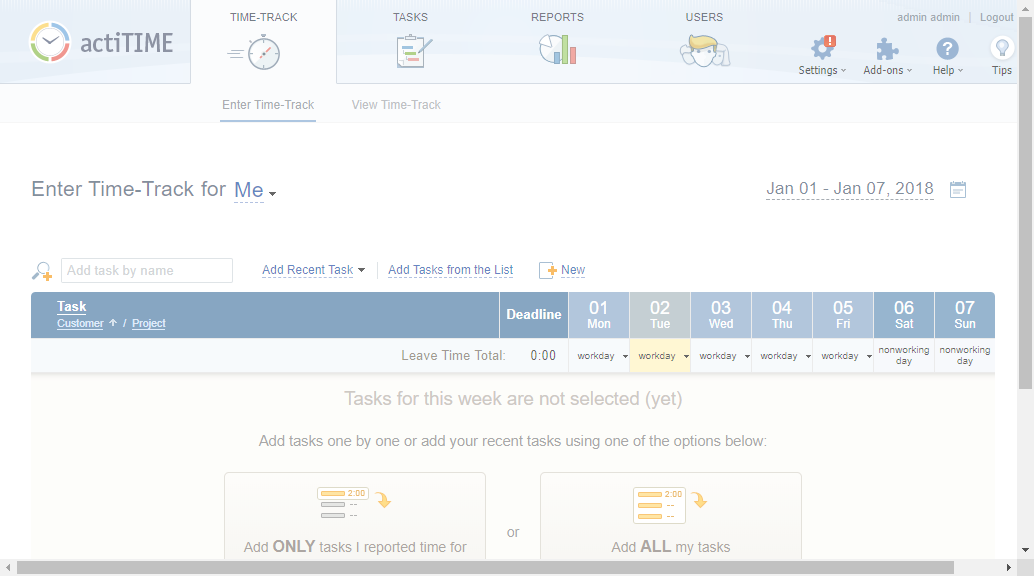 actiTIME
TIME-TRACK
TASKS
REPORTS
USERS
admin admin | Logout
Settings
Add-ons
Help
Tips
Enter Time-Track
View Time-Track
Enter Time-Track for Me
Jan 01 - Jan 07, 2018
Add task by name
Add Recent Task
Add Tasks from the List
New
Task
Customer ↑ / Project
Deadline
01 Mon
02 Tue
03 Wed
04 Thu
05 Fri
06 Sat
07 Sun
Leave Time Total: 0:00
workday
workday
workday
workday
workday
nonworking day
nonworking day
Tasks for this week are not selected (yet)
Add tasks one by one or add your recent tasks using one of the options below:
2:00
Add ONLY tasks I reported time for
or
2:00
Add ALL my tasks